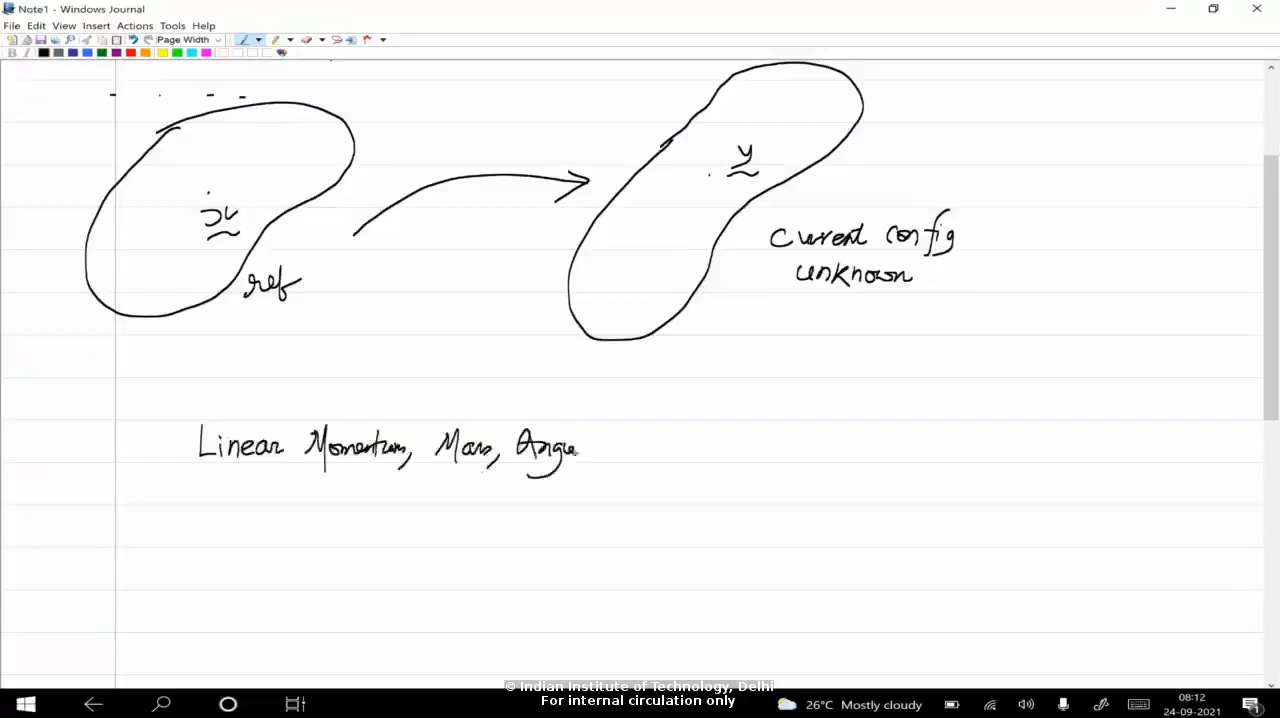 Note1 - Windows Journal
File Edit View Insert Actions Tools Help
Page Width
B I
x
ref
y
Current config
unknown
Linear Momentum, Mass, Angu
© Indian Institute of Technology, Delhi
For internal circulation only
26°C Mostly cloudy
08:12
24-09-2021